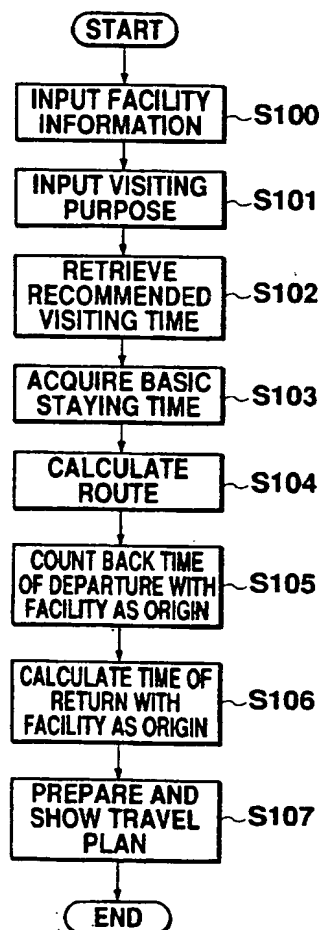 START
INPUT FACILITY
INFORMATION
S100
INPUT VISITING
PURPOSE
S101
RETRIEVE
RECOMMENDED
VISITING TIME
S102
ACQUIRE BASIC
STAYING TIME
S103
CALCULATE
ROUTE
S104
COUNT BACK TIME
OF DEPARTURE WITH
FACILITY AS ORIGIN
S105
CALCULATE TIME OF
RETURN WITH
FACILITY AS ORIGIN
S106
PREPARE AND
SHOW TRAVEL
PLAN
S107
END